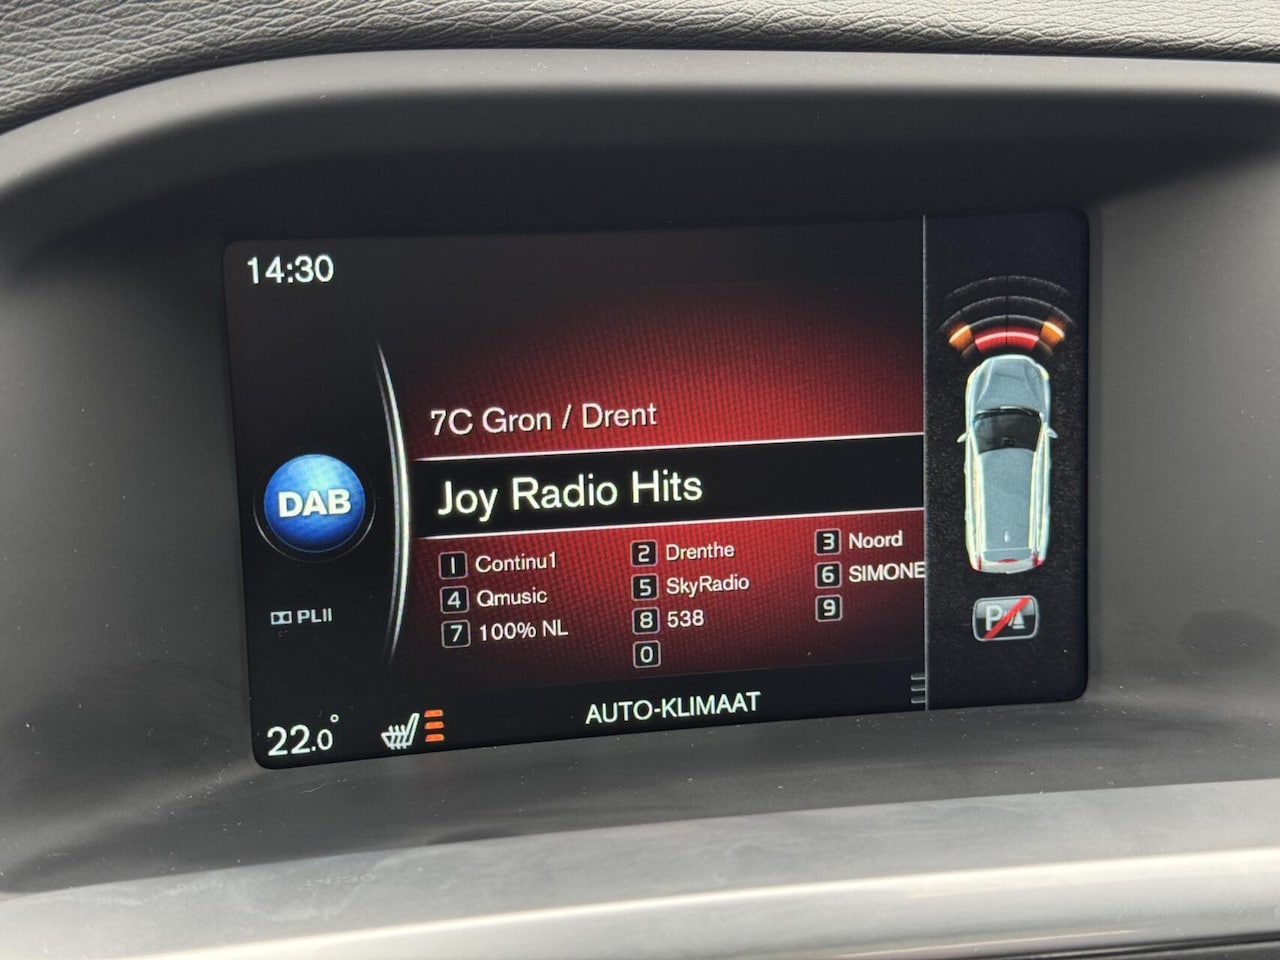 14:30
7C Gron / Drent
DAB
Joy Radio Hits
1 Continu1 2 Drenthe 3 Noord
4 Qmusic 5 SkyRadio 6 SIMONE
7 100% NL 8 538 9
0
PLII
P
AUTO-KLIMAAT
22.0°